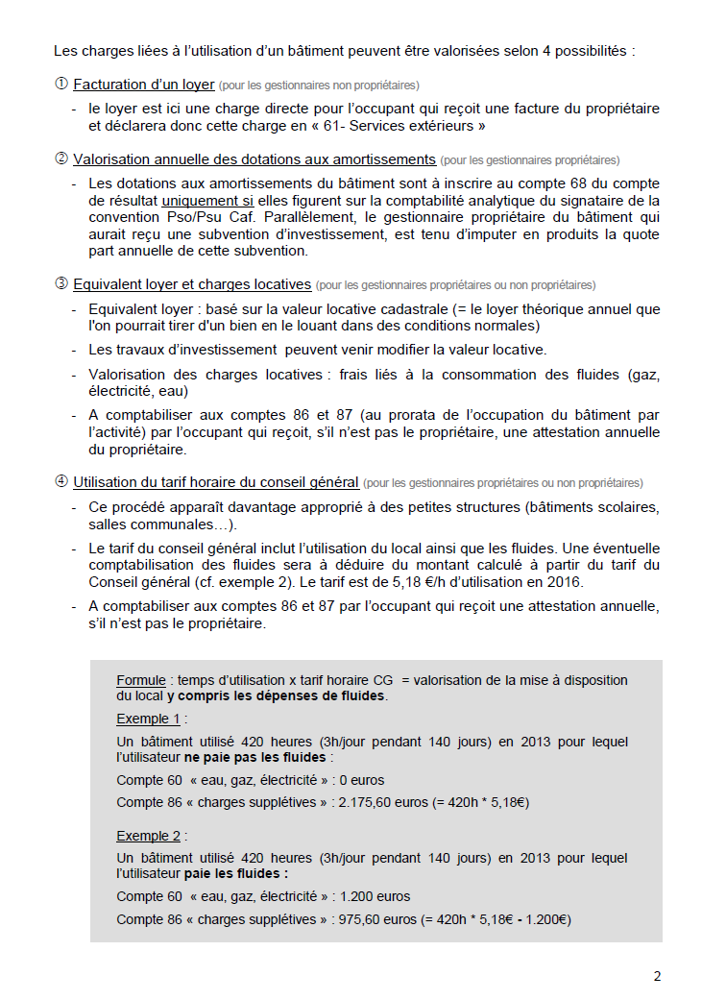 Les charges liées à l'utilisation d'un bâtiment peuvent être valorisées selon 4 possibilités :
① Facturation d'un loyer (pour les gestionnaires non propriétaires)
- le loyer est ici une charge directe pour l'occupant qui reçoit une facture du propriétaire
et déclarera donc cette charge en « 61- Services extérieurs »
② Valorisation annuelle des dotations aux amortissements (pour les gestionnaires propriétaires)
- Les dotations aux amortissements du bâtiment sont à inscrire au compte 68 du compte
de résultat uniquement si elles figurent sur la comptabilité analytique du signataire de la
convention Pso/Psu Caf. Parallèlement, le gestionnaire propriétaire du bâtiment qui
aurait reçu une subvention d'investissement, est tenu d'imputer en produits la quote
part annuelle de cette subvention.
③ Equivalent loyer et charges locatives (pour les gestionnaires propriétaires ou non propriétaires)
- Equivalent loyer : basé sur la valeur locative cadastrale (= le loyer théorique annuel que
l'on pourrait tirer d'un bien en le louant dans des conditions normales)
- Les travaux d'investissement peuvent venir modifier la valeur locative.
- Valorisation des charges locatives : frais liés à la consommation des fluides (gaz,
électricité, eau)
- A comptabiliser aux comptes 86 et 87 (au prorata de l'occupation du bâtiment par
l'activité) par l'occupant qui reçoit, s'il n'est pas le propriétaire, une attestation annuelle
du propriétaire.
④ Utilisation du tarif horaire du conseil général (pour les gestionnaires propriétaires ou non propriétaires)
- Ce procédé apparaît davantage approprié à des petites structures (bâtiments scolaires,
salles communales…).
- Le tarif du conseil général inclut l'utilisation du local ainsi que les fluides. Une éventuelle
comptabilisation des fluides sera à déduire du montant calculé à partir du tarif du
Conseil général (cf. exemple 2). Le tarif est de 5,18 €/h d'utilisation en 2016.
- A comptabiliser aux comptes 86 et 87 par l'occupant qui reçoit une attestation annuelle,
s'il n'est pas le propriétaire.
Formule : temps d'utilisation x tarif horaire CG = valorisation de la mise à disposition
du local y compris les dépenses de fluides.
Exemple 1 :
Un bâtiment utilisé 420 heures (3h/jour pendant 140 jours) en 2013 pour lequel
l'utilisateur ne paie pas les fluides :
Compte 60 « eau, gaz, électricité » : 0 euros
Compte 86 « charges supplétives » : 2.175,60 euros (= 420h * 5,18€)
Exemple 2 :
Un bâtiment utilisé 420 heures (3h/jour pendant 140 jours) en 2013 pour lequel
l'utilisateur paie les fluides :
Compte 60 « eau, gaz, électricité » : 1.200 euros
Compte 86 « charges supplétives » : 975,60 euros (= 420h * 5,18€ - 1.200€)
2